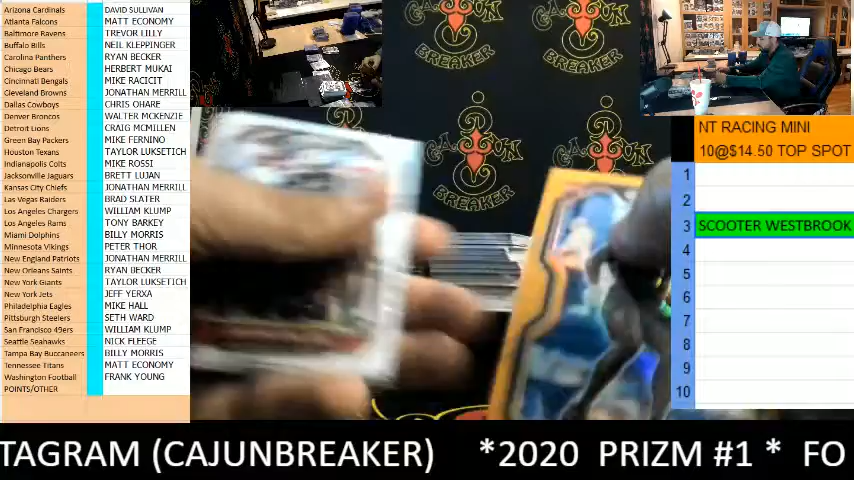 Arizona Cardinals DAVID SULLIVAN
Atlanta Falcons MATT ECONOMY
Baltimore Ravens TREVOR LILLY
Buffalo Bills NEIL KLEPPINGER
Carolina Panthers RYAN BECKER
Chicago Bears HERBERT MUKAI
Cincinnati Bengals MIKE RACICIT
Cleveland Browns JONATHAN MERRILL
Dallas Cowboys CHRIS OHARE
Denver Broncos WALTER MCKENZIE
Detroit Lions CRAIG MCMILLEN
Green Bay Packers MIKE FERNINO
Houston Texans TAYLOR LUKSETICH
Indianapolis Colts MIKE ROSSI
Jacksonville Jaguars BRETT LUJAN
Kansas City Chiefs JONATHAN MERRILL
Las Vegas Raiders BRAD SLATER
Los Angeles Chargers WILLIAM KLUMP
Los Angeles Rams TONY BARKEY
Miami Dolphins BILLY MORRIS
Minnesota Vikings PETER THOR
New England Patriots JONATHAN MERRILL
New Orleans Saints RYAN BECKER
New York Giants TAYLOR LUKSETICH
New York Jets JEFF YERXA
Philadelphia Eagles MIKE HALL
Pittsburgh Steelers SETH WARD
San Francisco 49ers WILLIAM KLUMP
Seattle Seahawks NICK FLEEGE
Tampa Bay Buccaneers BILLY MORRIS
Tennessee Titans MATT ECONOMY
Washington Football FRANK YOUNG
POINTS/OTHER
CAJUN
BREAKER
CAJUN
BREAKER
CAJUN
BREAKER
CAJUN
BREAKER
NT RACING MINI
10@$14.50 TOP SPOT
1
2
3 SCOOTER WESTBROOK
4
5
6
7
8
9
10
TAGRAM (CAJUNBREAKER) *2020 PRIZM #1 * FO